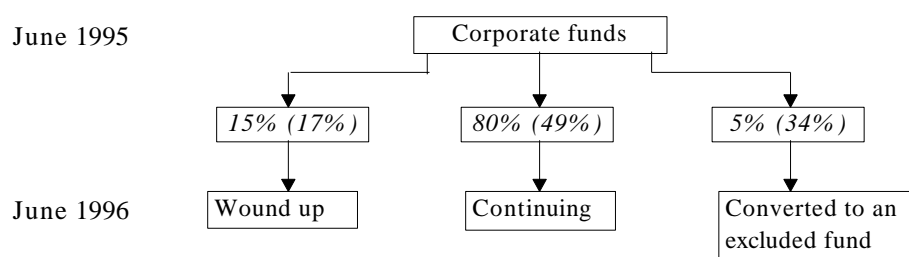 June 1995
Corporate funds
15% (17%)
80% (49%)
5% (34%)
June 1996
Wound up
Continuing
Converted to an
excluded fund